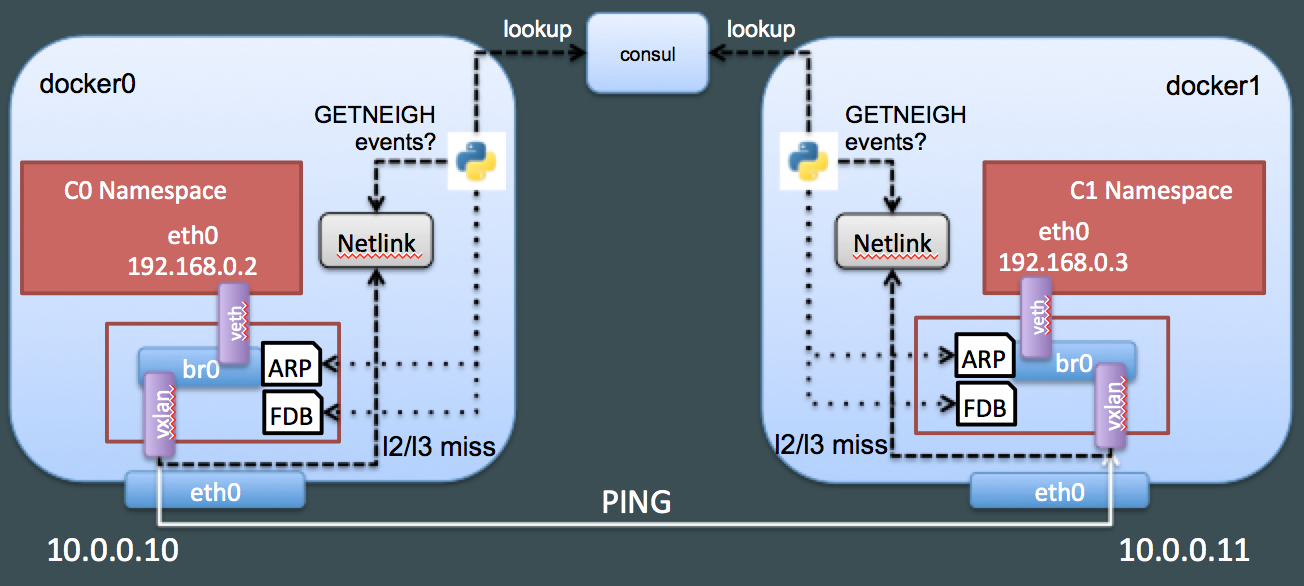 lookup
consul
lookup
docker0
docker1
GETNEIGH
events?
GETNEIGH
events?
C0 Namespace
eth0
192.168.0.2
Netlink
Netlink
C1 Namespace
eth0
192.168.0.3
veth
br0
ARP
FDB
vxlan
l2/l3 miss
veth
ARP
br0
FDB
vxlan
l2/l3 miss
eth0
eth0
PING
10.0.0.10
10.0.0.11